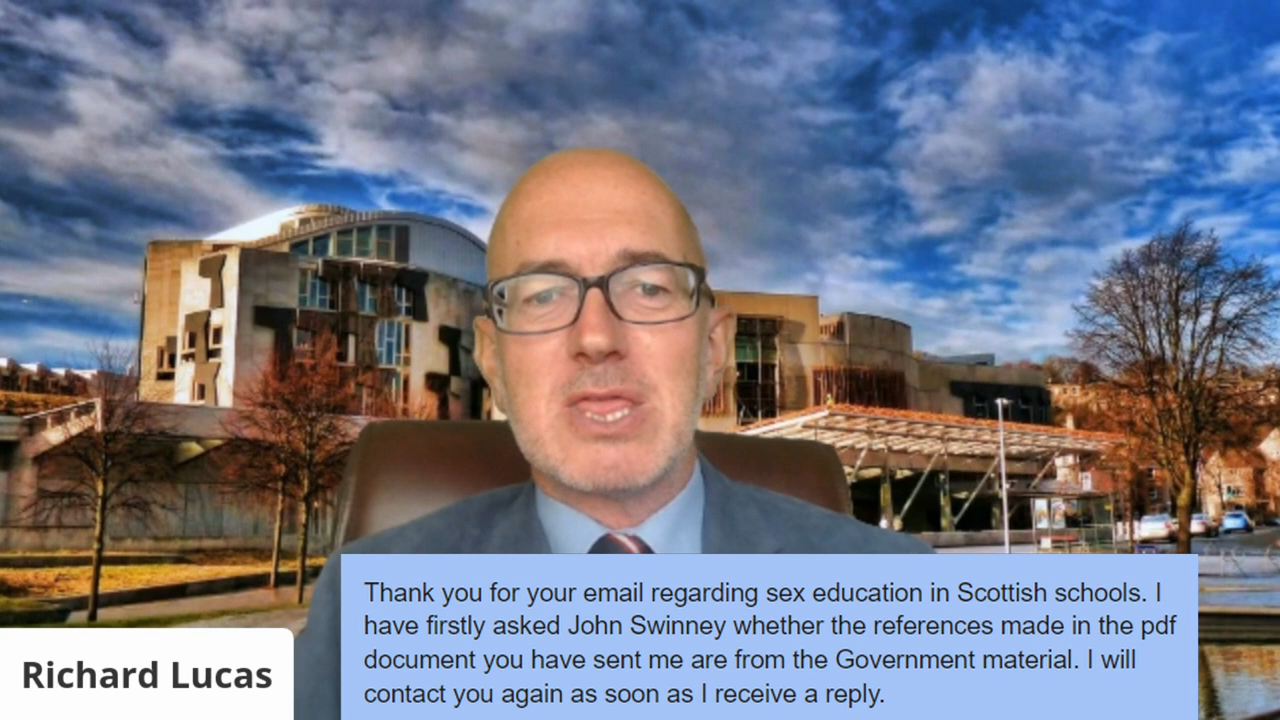 Thank you for your email regarding sex education in Scottish schools. I
have firstly asked John Swinney whether the references made in the pdf
document you have sent me are from the Government material. I will
contact you again as soon as I receive a reply.
Richard Lucas